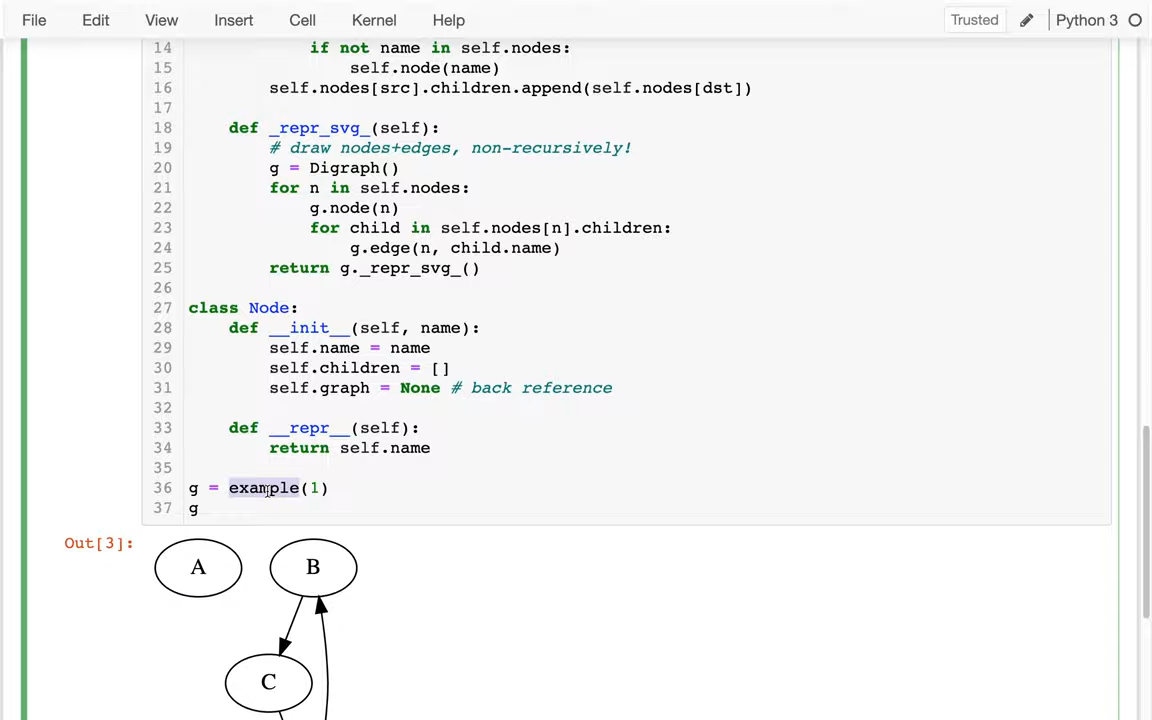 File Edit View Insert Cell Kernel Help Trusted Python 3
14 if not name in self.nodes:
15 self.node(name)
16 self.nodes[src].children.append(self.nodes[dst])
17
18 def _repr_svg_(self):
19 # draw nodes+edges, non-recursively!
20 g = Digraph()
21 for n in self.nodes:
22 g.node(n)
23 for child in self.nodes[n].children:
24 g.edge(n, child.name)
25 return g._repr_svg_()
26
27 class Node:
28 def __init__(self, name):
29 self.name = name
30 self.children = []
31 self.graph = None # back reference
32
33 def __repr__(self):
34 return self.name
35
36 g = example(1)
37 g
Out[3]:
A B
C